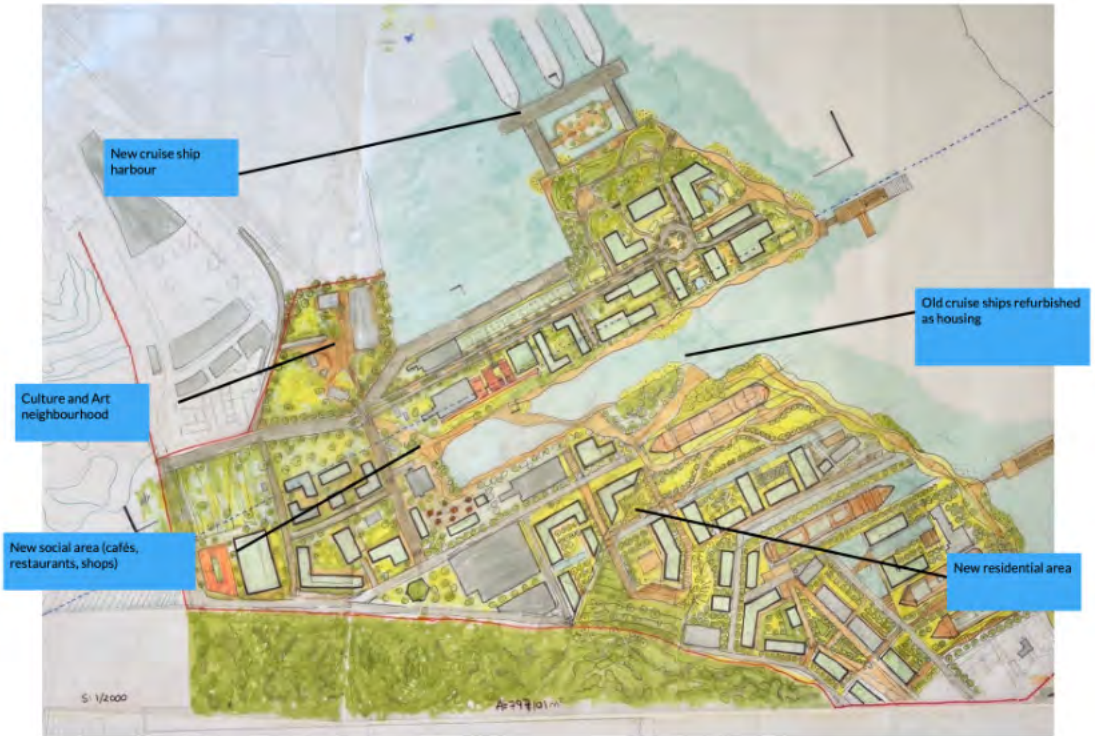 New cruise ship
harbour
Old cruise ships refurbished
as housing
Culture and Art
neighbourhood
New social area (cafés,
restaurants, shops)
New residential area
S: 1/2000